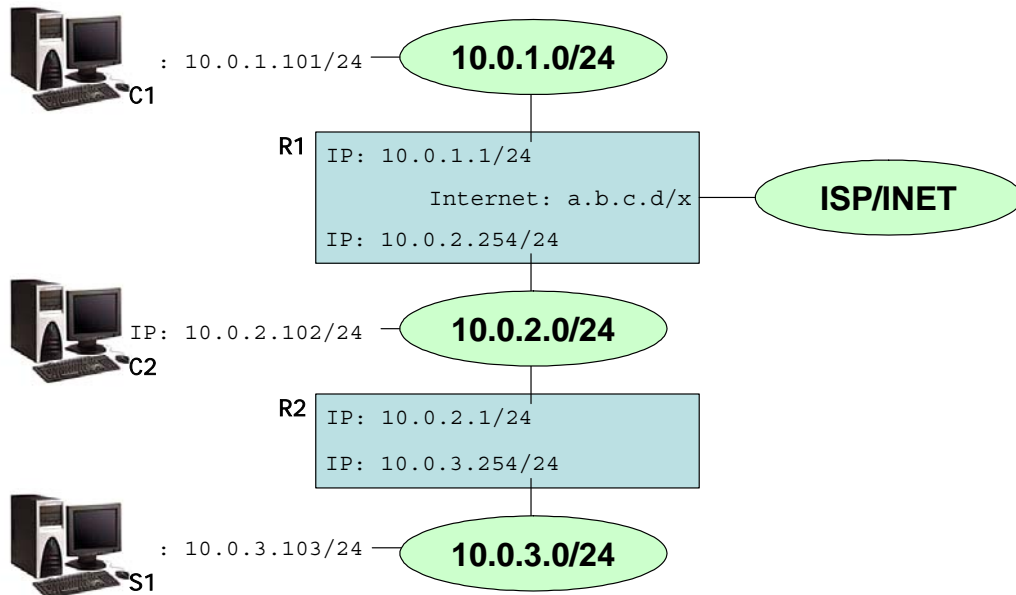 : 10.0.1.101/24
10.0.1.0/24
C1
R1
IP: 10.0.1.1/24
Internet: a.b.c.d/x
ISP/INET
IP: 10.0.2.254/24
IP: 10.0.2.102/24
10.0.2.0/24
C2
R2
IP: 10.0.2.1/24
IP: 10.0.3.254/24
: 10.0.3.103/24
10.0.3.0/24
S1